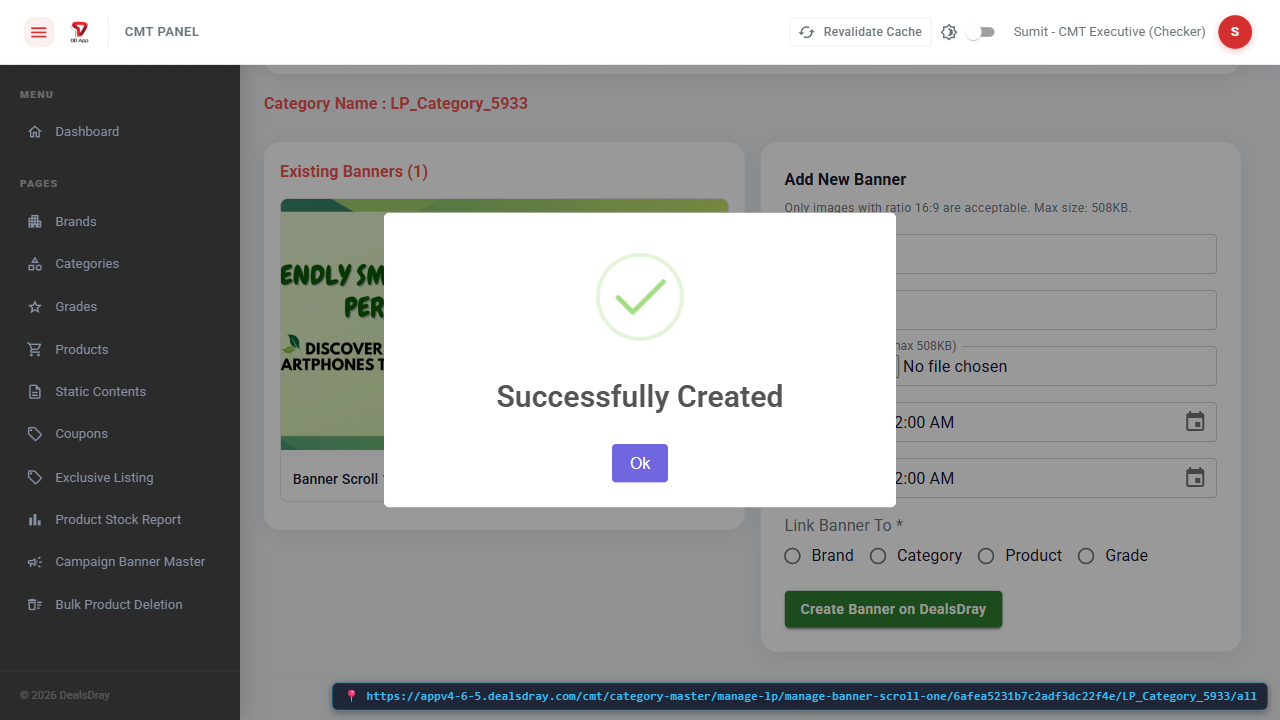 DD App
CMT PANEL
Revalidate Cache
Sumit - CMT Executive (Checker)
S
MENU
Dashboard
PAGES
Brands
Categories
Grades
Products
Static Contents
Coupons
Exclusive Listing
Product Stock Report
Campaign Banner Master
Bulk Product Deletion
© 2026 DealsDray
Category Name : LP_Category_5933
Existing Banners (1)
ENDLY SM
PER
DISCOVER
ARTPHONES T
Banner Scroll
Add New Banner
Only images with ratio 16:9 are acceptable. Max size: 508KB.
max 508KB)
No file chosen
2:00 AM
2:00 AM
Link Banner To *
Brand
Category
Product
Grade
Create Banner on DealsDray
Successfully Created
Ok
https://appv4-6-5.dealsdray.com/cmt/category-master/manage-lp/manage-banner-scroll-one/6afea5231b7c2adf3dc22f4e/LP_Category_5933/all